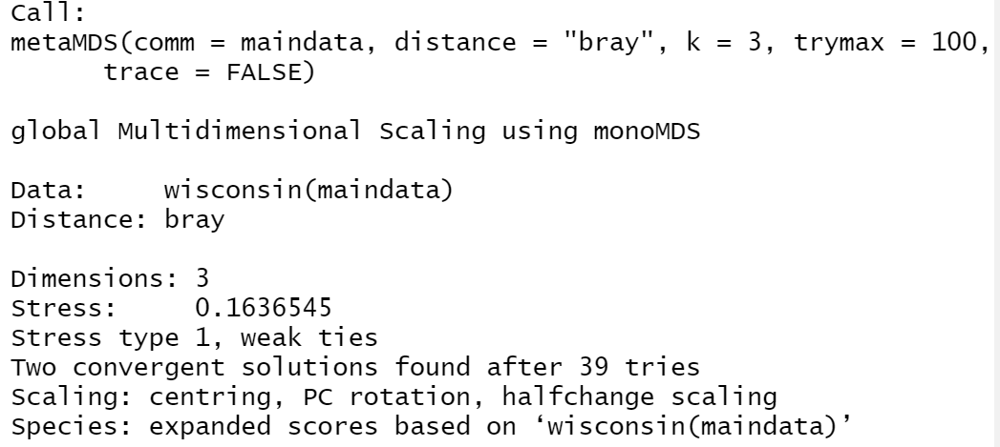 Call:
metaMDS(comm = maindata, distance = "bray", k = 3, trymax = 100,
      trace = FALSE)

global Multidimensional Scaling using monoMDS

Data:     wisconsin(maindata)
Distance: bray

Dimensions: 3
Stress:     0.1636545
Stress type 1, weak ties
Two convergent solutions found after 39 tries
Scaling: centring, PC rotation, halfchange scaling
Species: expanded scores based on ‘wisconsin(maindata)’